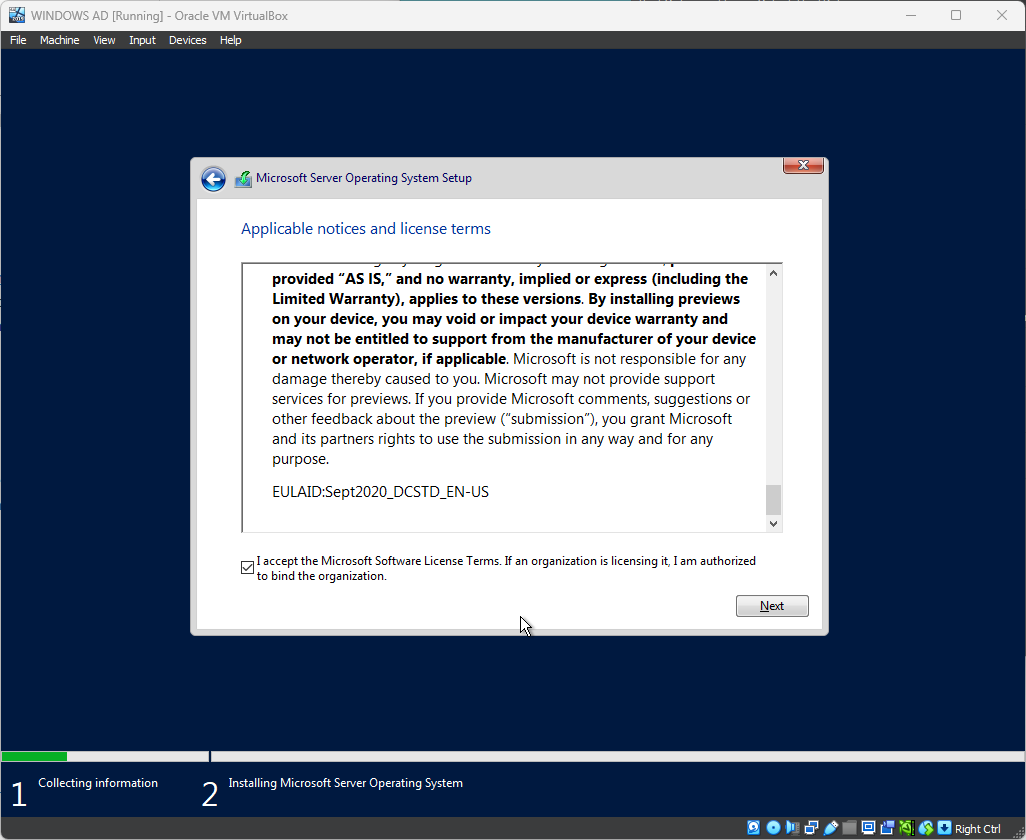 WINDOWS AD [Running] - Oracle VM VirtualBox
File Machine View Input Devices Help
Microsoft Server Operating System Setup
Applicable notices and license terms
provided “AS IS,” and no warranty, implied or express (including the
Limited Warranty), applies to these versions. By installing previews
on your device, you may void or impact your device warranty and
may not be entitled to support from the manufacturer of your device
or network operator, if applicable. Microsoft is not responsible for any
damage thereby caused to you. Microsoft may not provide support
services for previews. If you provide Microsoft comments, suggestions or
other feedback about the preview (“submission”), you grant Microsoft
and its partners rights to use the submission in any way and for any
purpose.
EULAID:Sept2020_DCSTD_EN-US
I accept the Microsoft Software License Terms. If an organization is licensing it, I am authorized
to bind the organization.
Next
1 Collecting information
2 Installing Microsoft Server Operating System
Right Ctrl